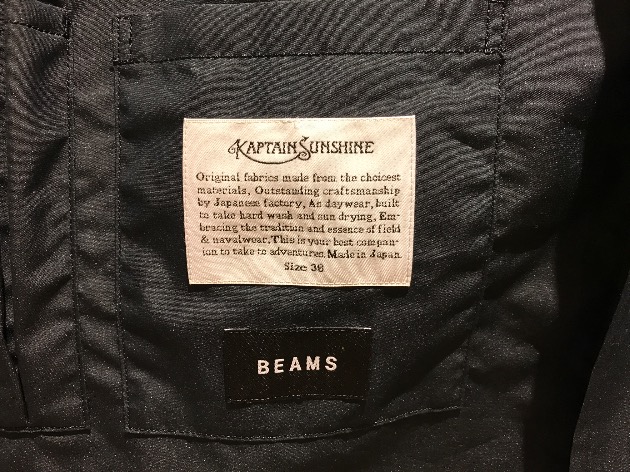 KAPTAIN SUNSHINE
Original fabrics made from the choicest
materials. Outstanding craftsmanship
by Japanese factory. As daywear, built
to take hard wash and sun drying. Em-
bracing the tradition and essence of field
& navalwear. This is your best compan-
ion to take to adventures. Made in Japan.
Size 36
BEAMS